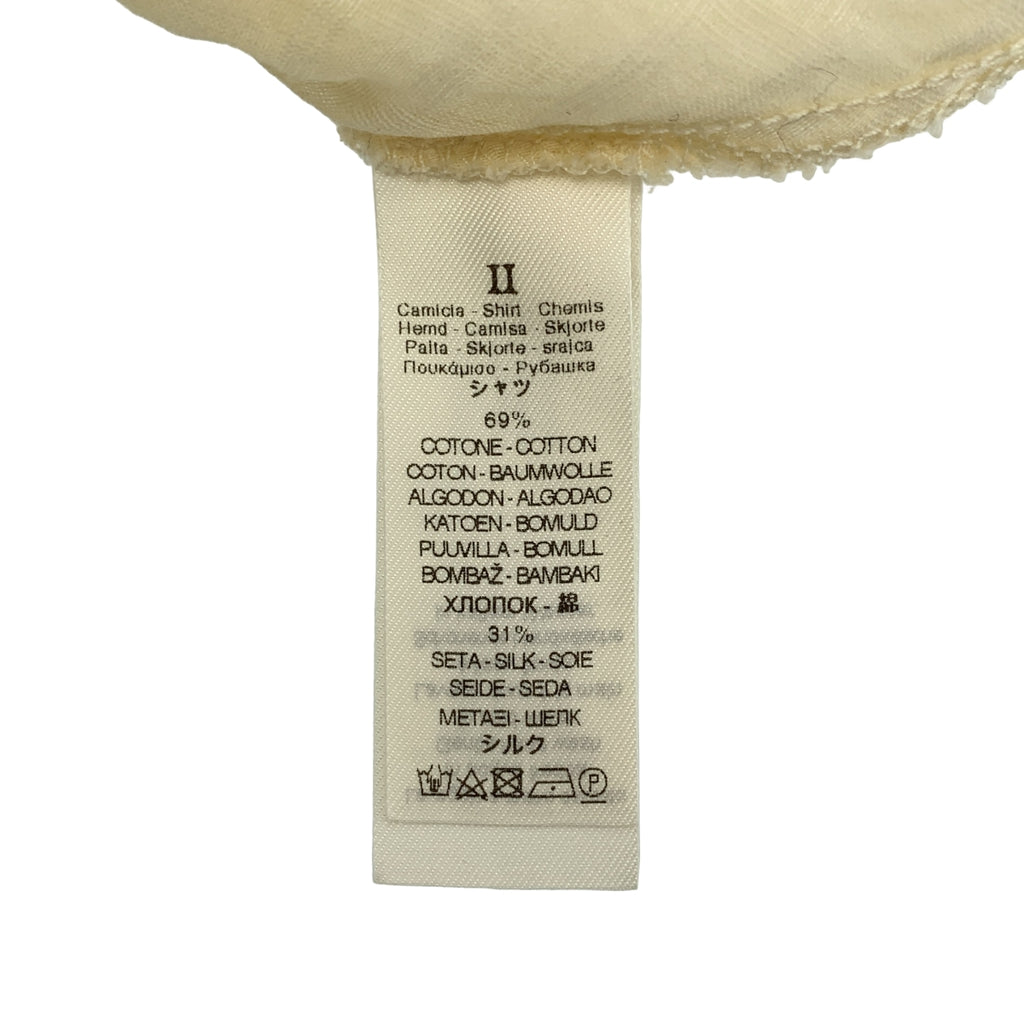 II
Camicia - Shirt Chemis
Hemd - Camisa - Skjorte
Paita - Skjorte - srajca
Πουκάμισο - Рубашка
シャツ
69%
COTONE - COTTON
COTON - BAUMWOLLE
ALGODON - ALGODAO
KATOEN - BOMULD
PUUVILLA - BOMULL
BOMBAŽ - BAMBAKI
ХЛОПОК - 綿
31%
SETA - SILK - SOIE
SEIDE - SEDA
ΜΕΤΑΞΙ - ШЕЛК
シルク
P